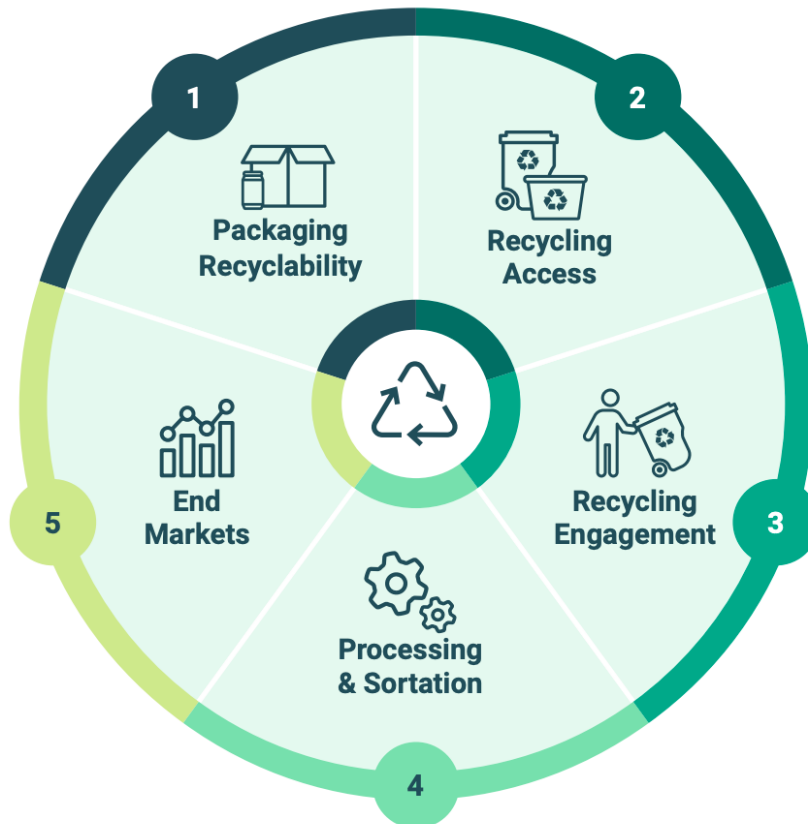 1
Packaging
Recyclability
2
Recycling
Access
3
Recycling
Engagement
4
Processing
& Sortation
5
End
Markets